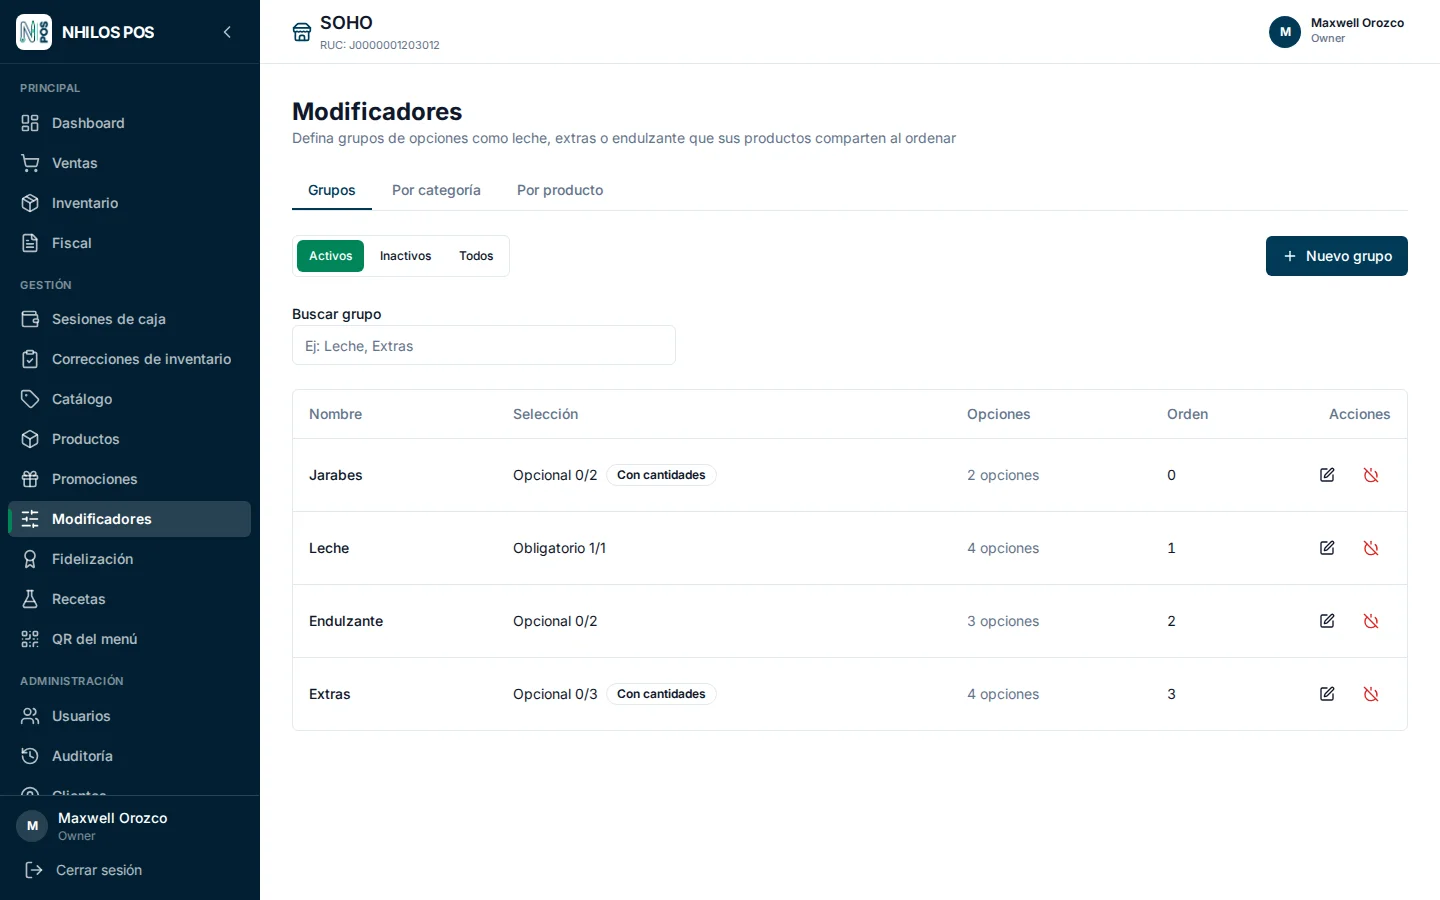 NHILOS POS
PRINCIPAL
Dashboard
Ventas
Inventario
Fiscal
GESTIÓN
Sesiones de caja
Correcciones de inventario
Catálogo
Productos
Promociones
Modificadores
Fidelización
Recetas
QR del menú
ADMINISTRACIÓN
Usuarios
Auditoría
Clientes
M
Maxwell Orozco
Owner
Cerrar sesión
SOHO
RUC: J0000001203012
M
Maxwell Orozco
Owner
Modificadores
Defina grupos de opciones como leche, extras o endulzante que sus productos comparten al ordenar
Grupos Por categoría Por producto
Activos Inactivos Todos
+ Nuevo grupo
Buscar grupo
Ej: Leche, Extras
Nombre Selección Opciones Orden Acciones
Jarabes Opcional 0/2 Con cantidades 2 opciones 0
Leche Obligatorio 1/1 4 opciones 1
Endulzante Opcional 0/2 3 opciones 2
Extras Opcional 0/3 Con cantidades 4 opciones 3